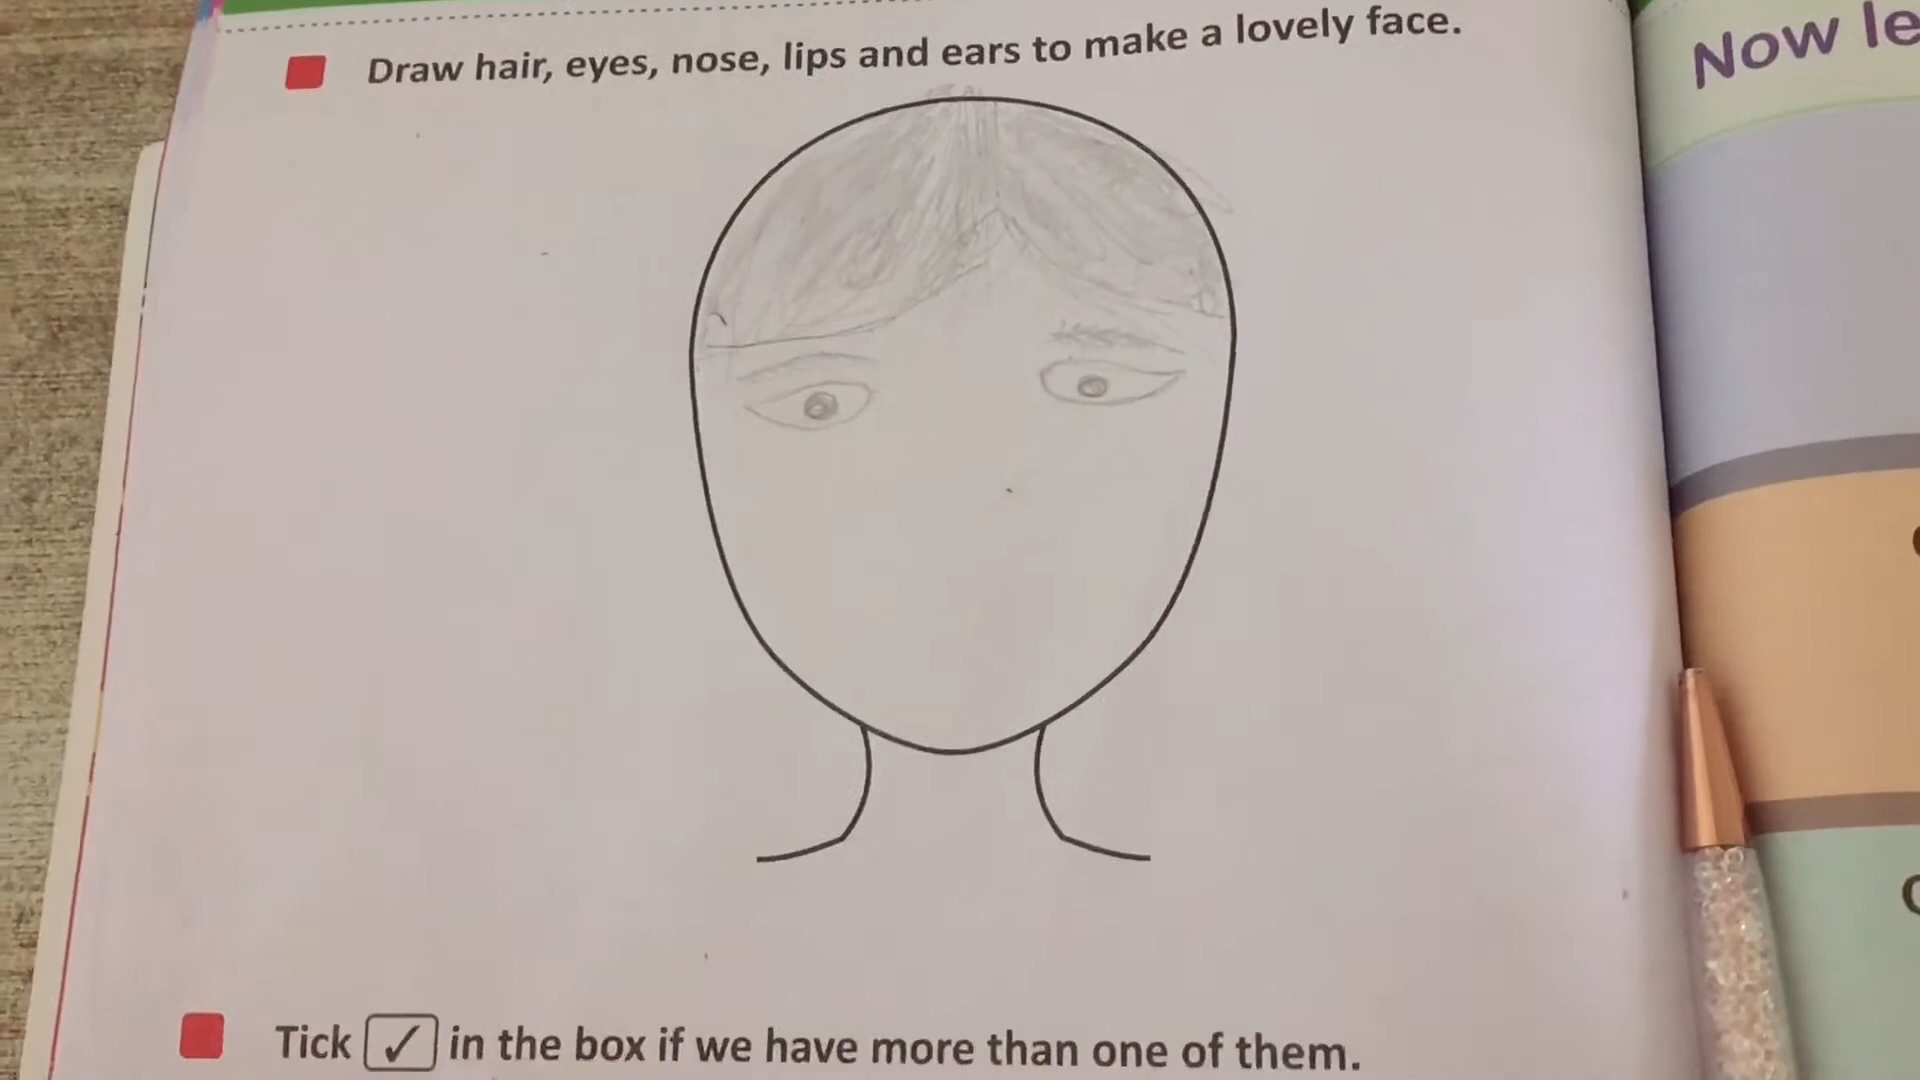 Draw hair, eyes, nose, lips and ears to make a lovely face.
Now
Tick ✓ in the box if we have more than one of them.